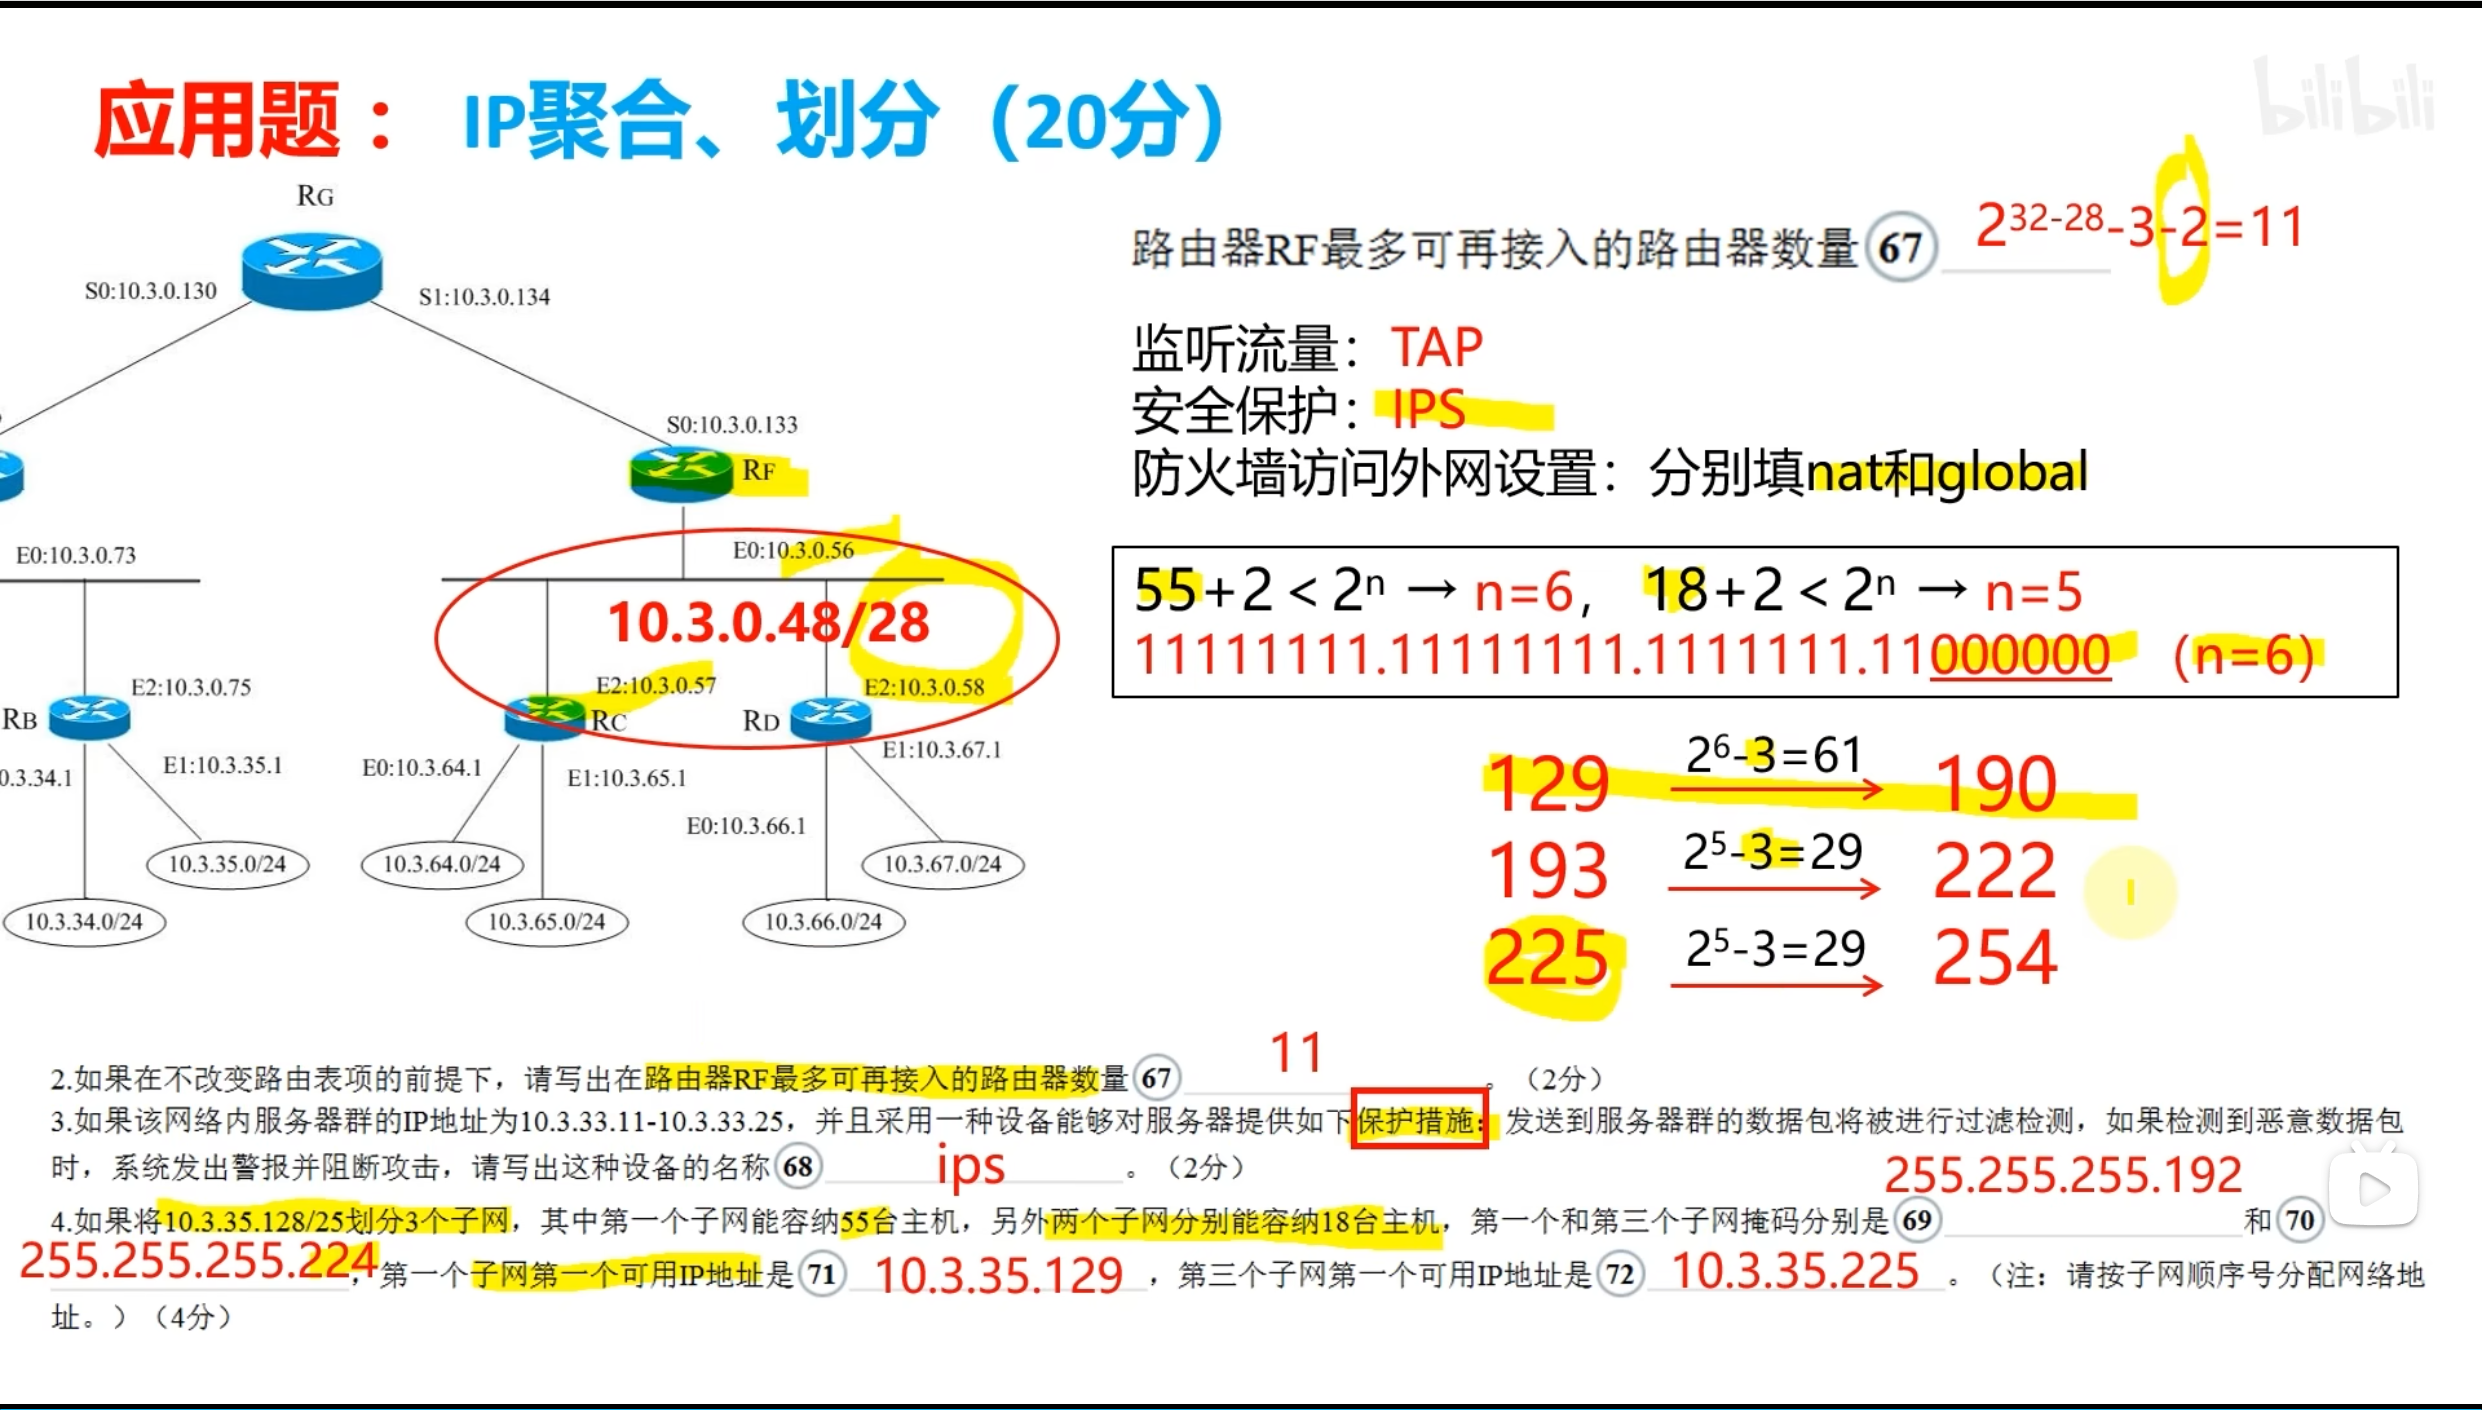 应用题： IP聚合、划分（20分）
bilibili
RG
S0:10.3.0.130
S1:10.3.0.134
S0:10.3.0.133
RF
E0:10.3.0.73
E0:10.3.0.56
10.3.0.48/28
E2:10.3.0.75
E2:10.3.0.57
E2:10.3.0.58
RB
RC
RD
0.3.34.1
E1:10.3.35.1
E0:10.3.64.1
E1:10.3.65.1
E1:10.3.67.1
E0:10.3.66.1
10.3.35.0/24
10.3.64.0/24
10.3.67.0/24
10.3.34.0/24
10.3.65.0/24
10.3.66.0/24
路由器RF最多可再接入的路由器数量67 2³²⁻²⁸-3-2=11
监听流量：TAP
安全保护：IPS
防火墙访问外网设置：分别填nat和global
55+2＜2ⁿ → n=6， 18+2＜2ⁿ → n=5
11111111.11111111.1111111.11000000 (n=6)
129 2⁶-3=61 190
193 2⁵-3=29 222
225 2⁵-3=29 254
11
2.如果在不改变路由表项的前提下，请写出在路由器RF最多可再接入的路由器数量67 。（2分）
3.如果该网络内服务器群的IP地址为10.3.33.11-10.3.33.25，并且采用一种设备能够对服务器提供如下保护措施：发送到服务器群的数据包将被进行过滤检测，如果检测到恶意数据包
时，系统发出警报并阻断攻击，请写出这种设备的名称68 ips 。（2分）
255.255.255.192
4.如果将10.3.35.128/25划分3个子网，其中第一个子网能容纳55台主机，另外两个子网分别能容纳18台主机，第一个和第三个子网掩码分别是69 和70
255.255.255.224，第一个子网第一个可用IP地址是71 10.3.35.129 ，第三个子网第一个可用IP地址是72 10.3.35.225 。（注：请按子网顺序号分配网络地
址。）（4分）